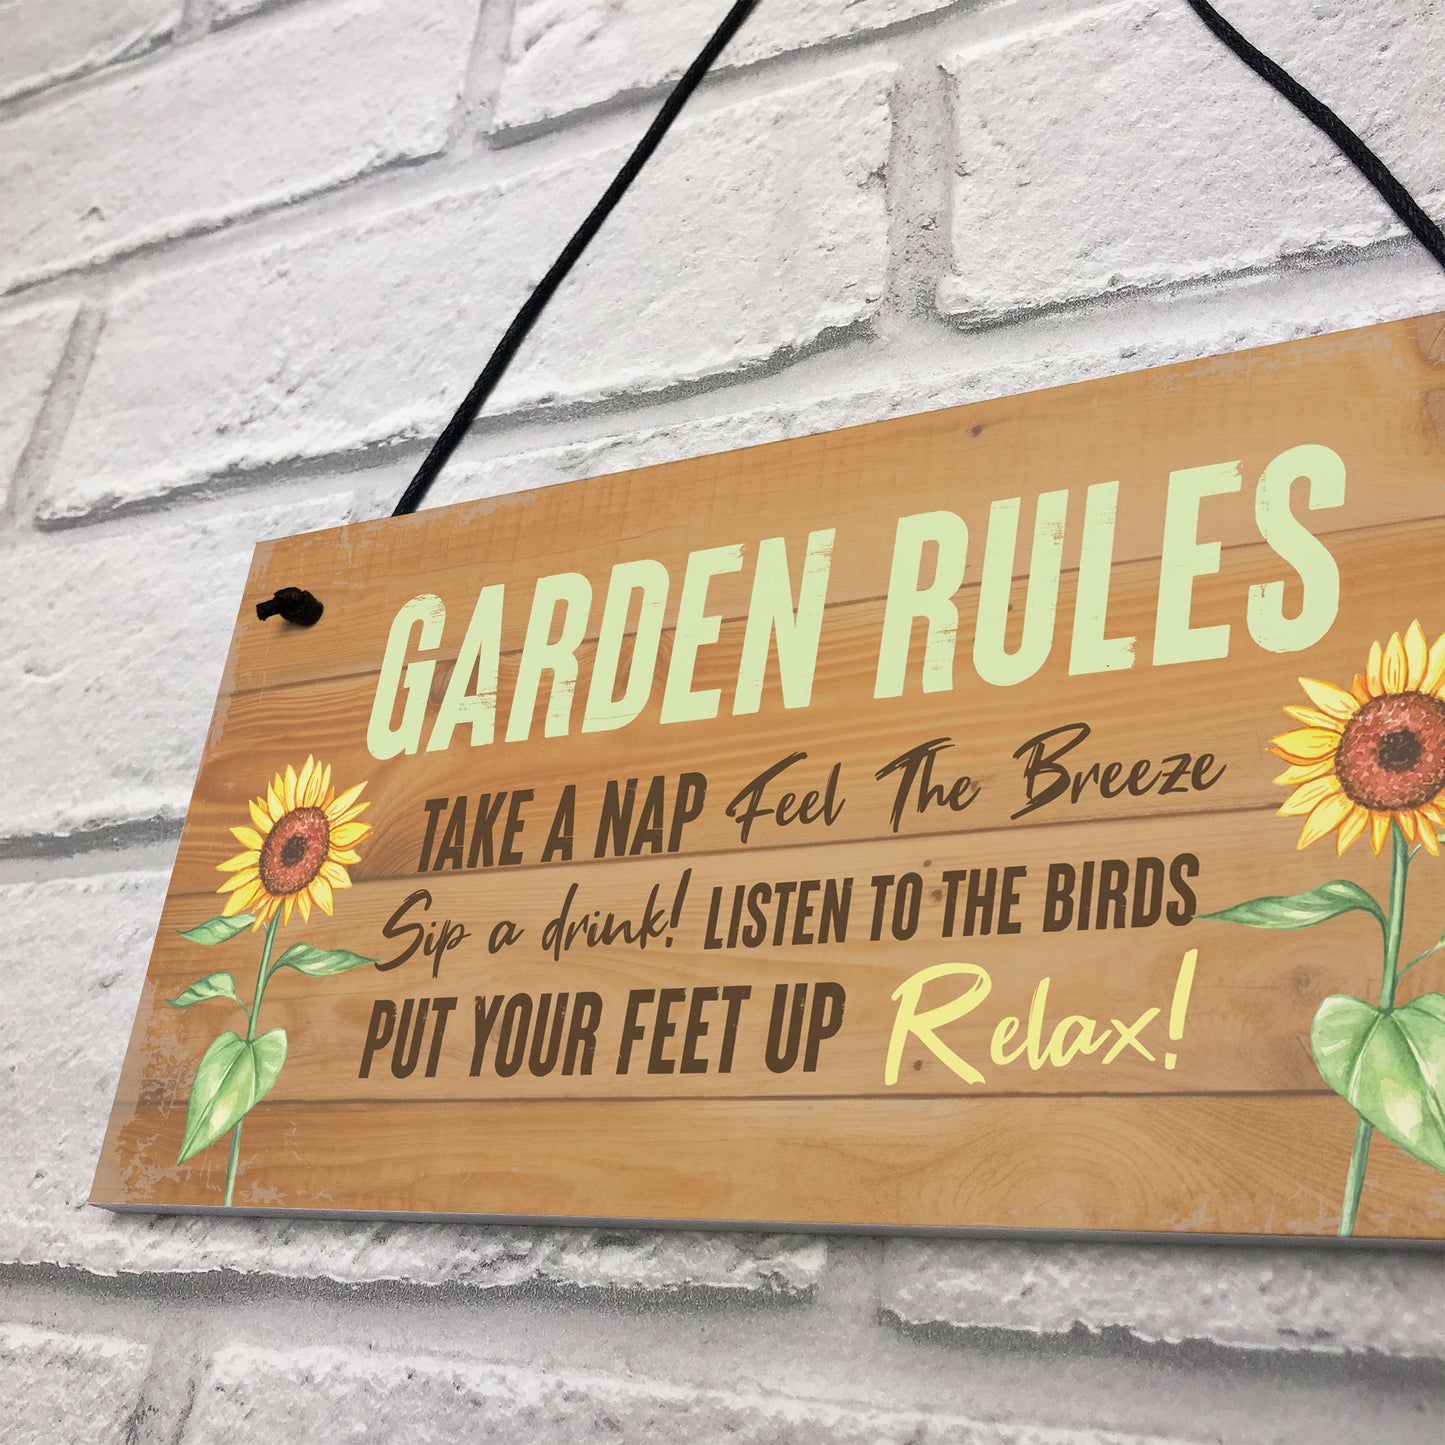 GARDEN RULES
TAKE A NAP Feel The Breeze
Sip a drink! LISTEN TO THE BIRDS
PUT YOUR FEET UP Relax!